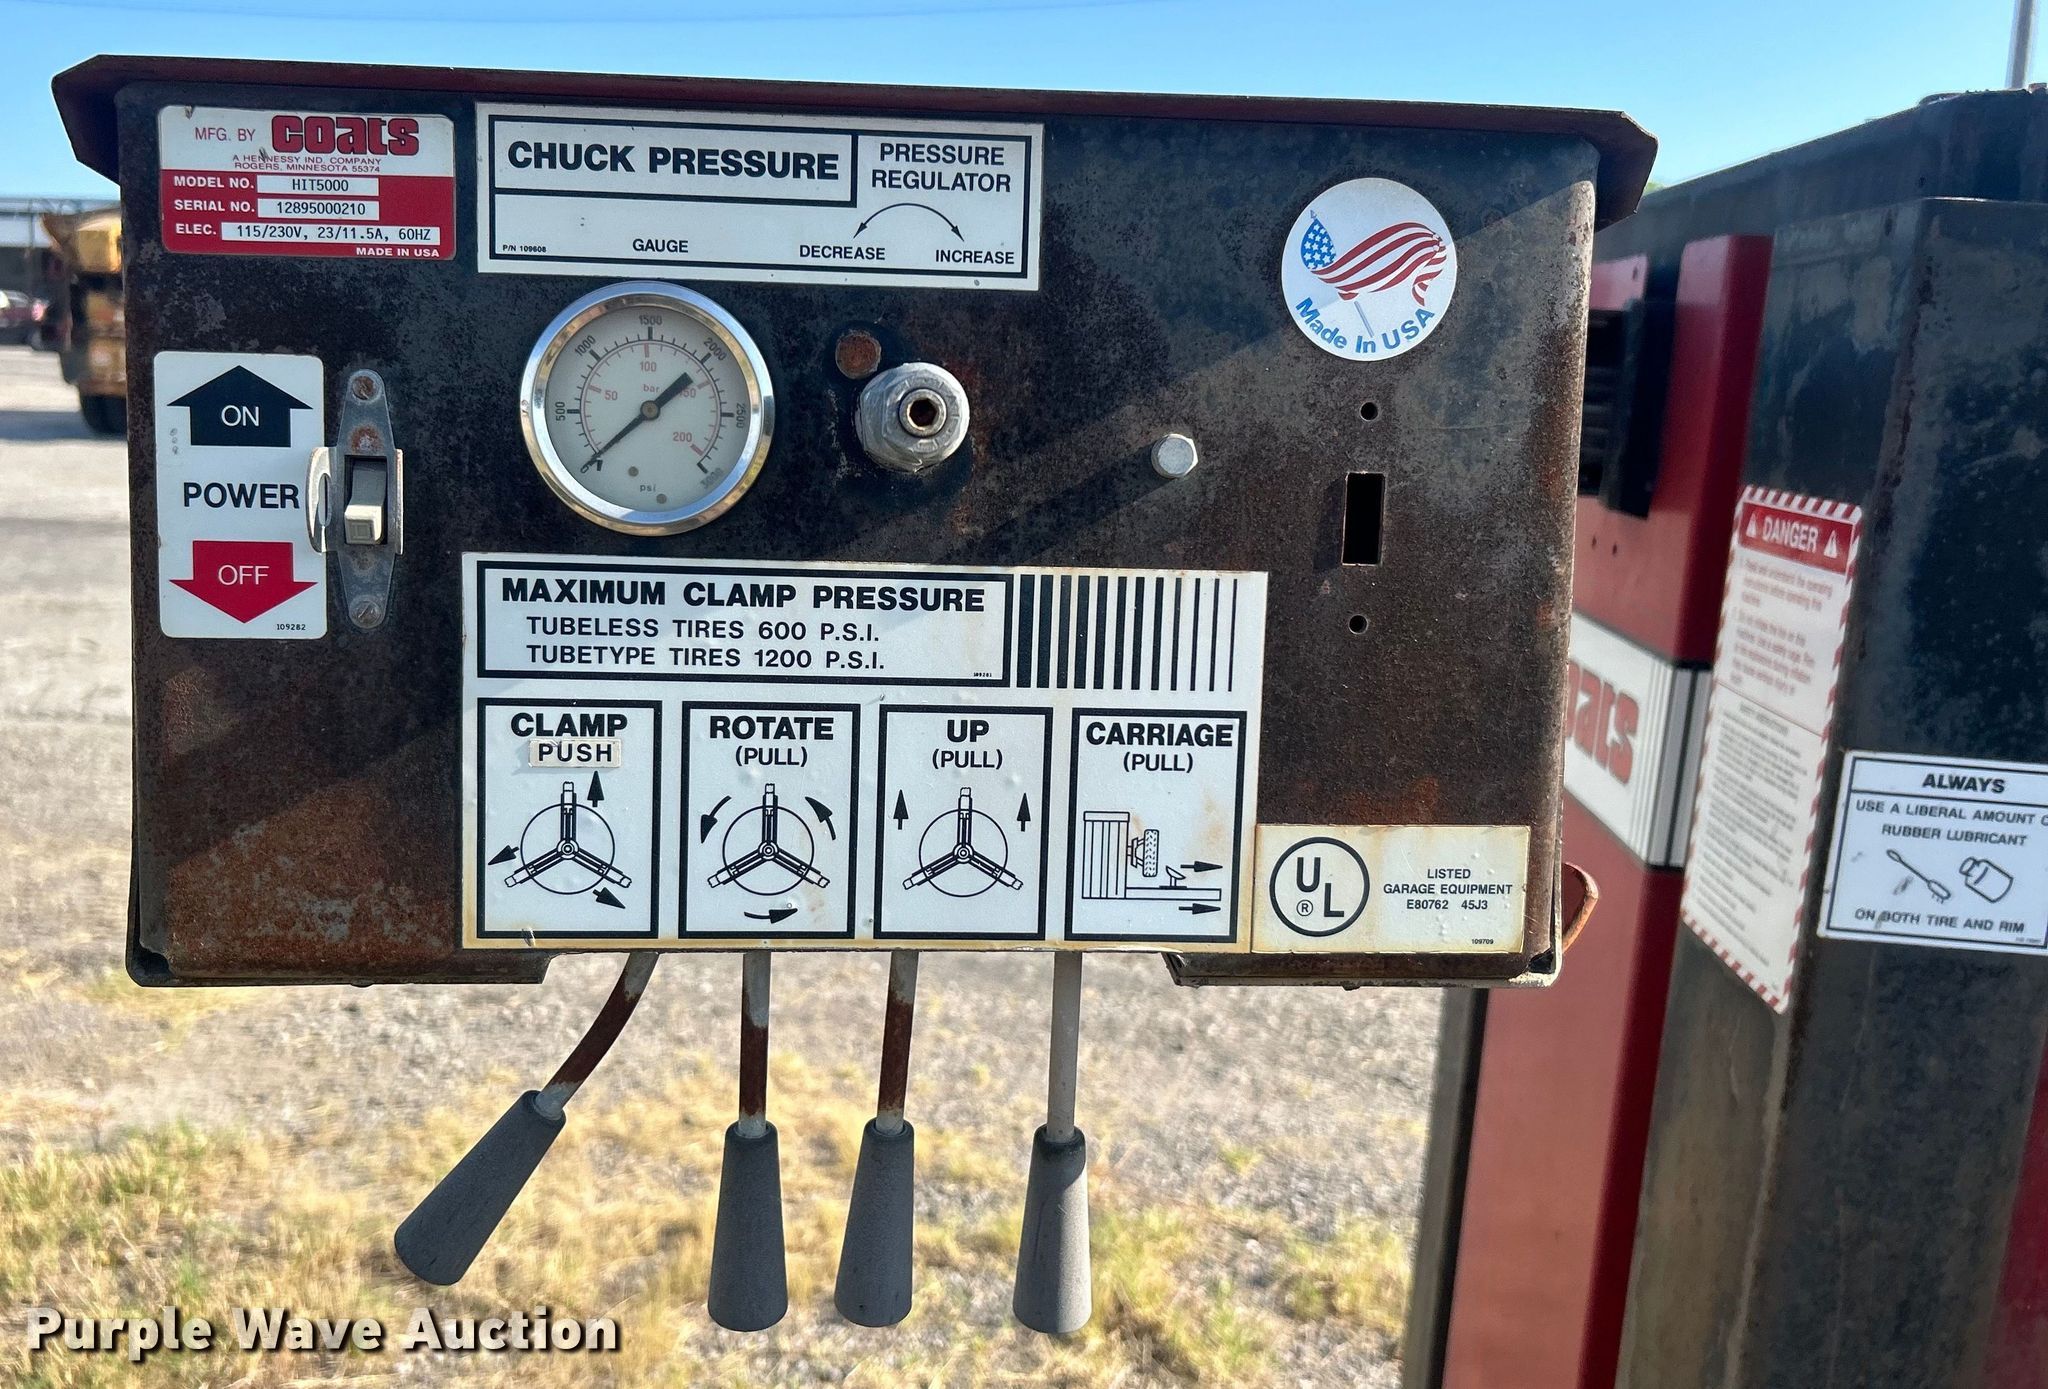 MFG. BY coats
A HENNESSY IND. COMPANY
ROGERS, MINNESOTA 55374
MODEL NO. HIT5000
SERIAL NO. 12895000210
ELEC. 115/230V, 23/11.5A, 60HZ
MADE IN USA
CHUCK PRESSURE
PRESSURE
REGULATOR
P/N 109608
GAUGE
DECREASE
INCREASE
Made In USA
ON
POWER
OFF
109282
500
1000
1500
2000
2500
3000
50
100
150
200
bar
psi
MAXIMUM CLAMP PRESSURE
TUBELESS TIRES 600 P.S.I.
TUBETYPE TIRES 1200 P.S.I.
109281
CLAMP
PUSH
ROTATE
(PULL)
UP
(PULL)
CARRIAGE
(PULL)
UL
®
LISTED
GARAGE EQUIPMENT
E80762 45J3
109709
DANGER
coats
ALWAYS
USE A LIBERAL AMOUNT
RUBBER LUBRICANT
ON BOTH TIRE AND RIM
Purple Wave Auction